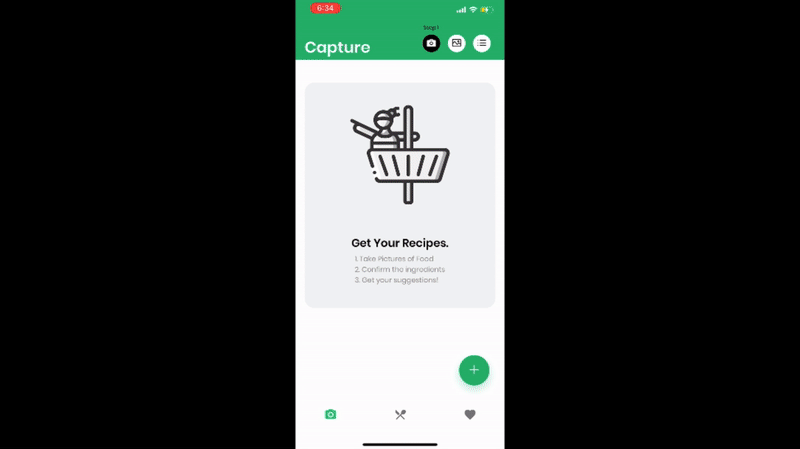 6:34
Step 1
Capture
Get Your Recipes.
1. Take Pictures of Food
2. Confirm the ingredients
3. Get your suggestions!